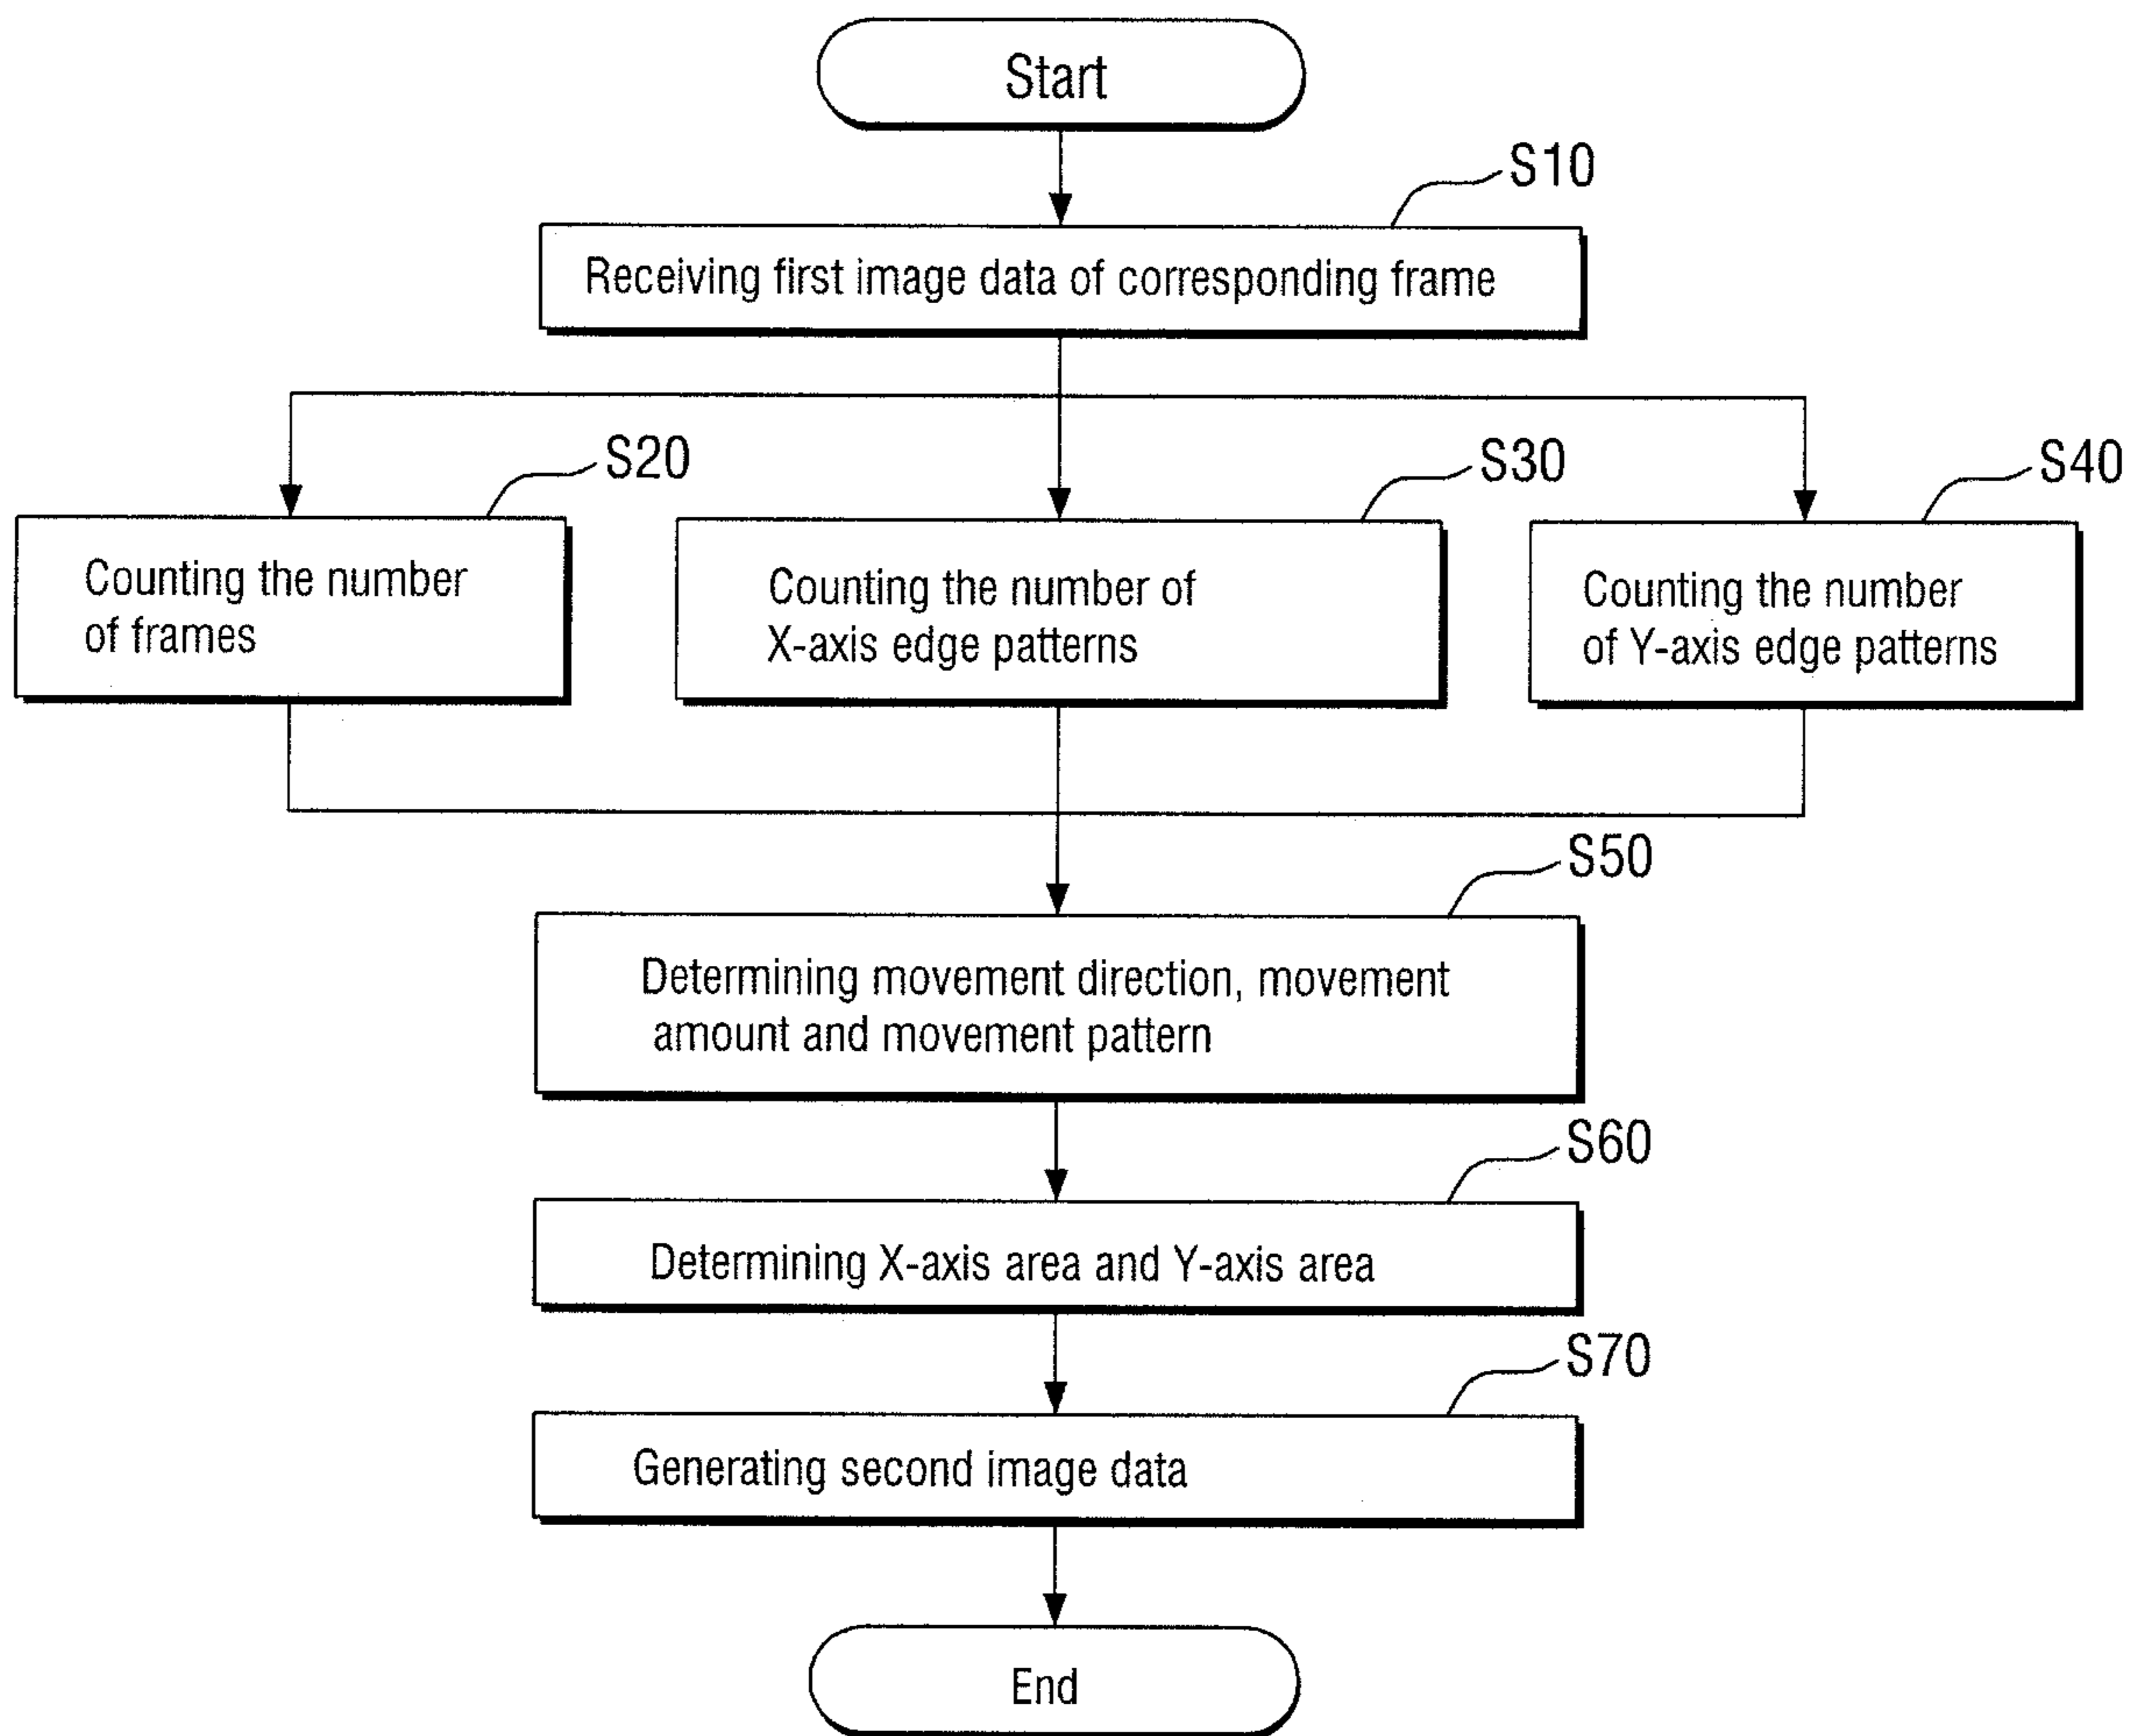 Start
S10
Receiving first image data of corresponding frame
S20
Counting the number
of frames
S30
Counting the number of
X-axis edge patterns
S40
Counting the number
of Y-axis edge patterns
S50
Determining movement direction, movement
amount and movement pattern
S60
Determining X-axis area and Y-axis area
S70
Generating second image data
End